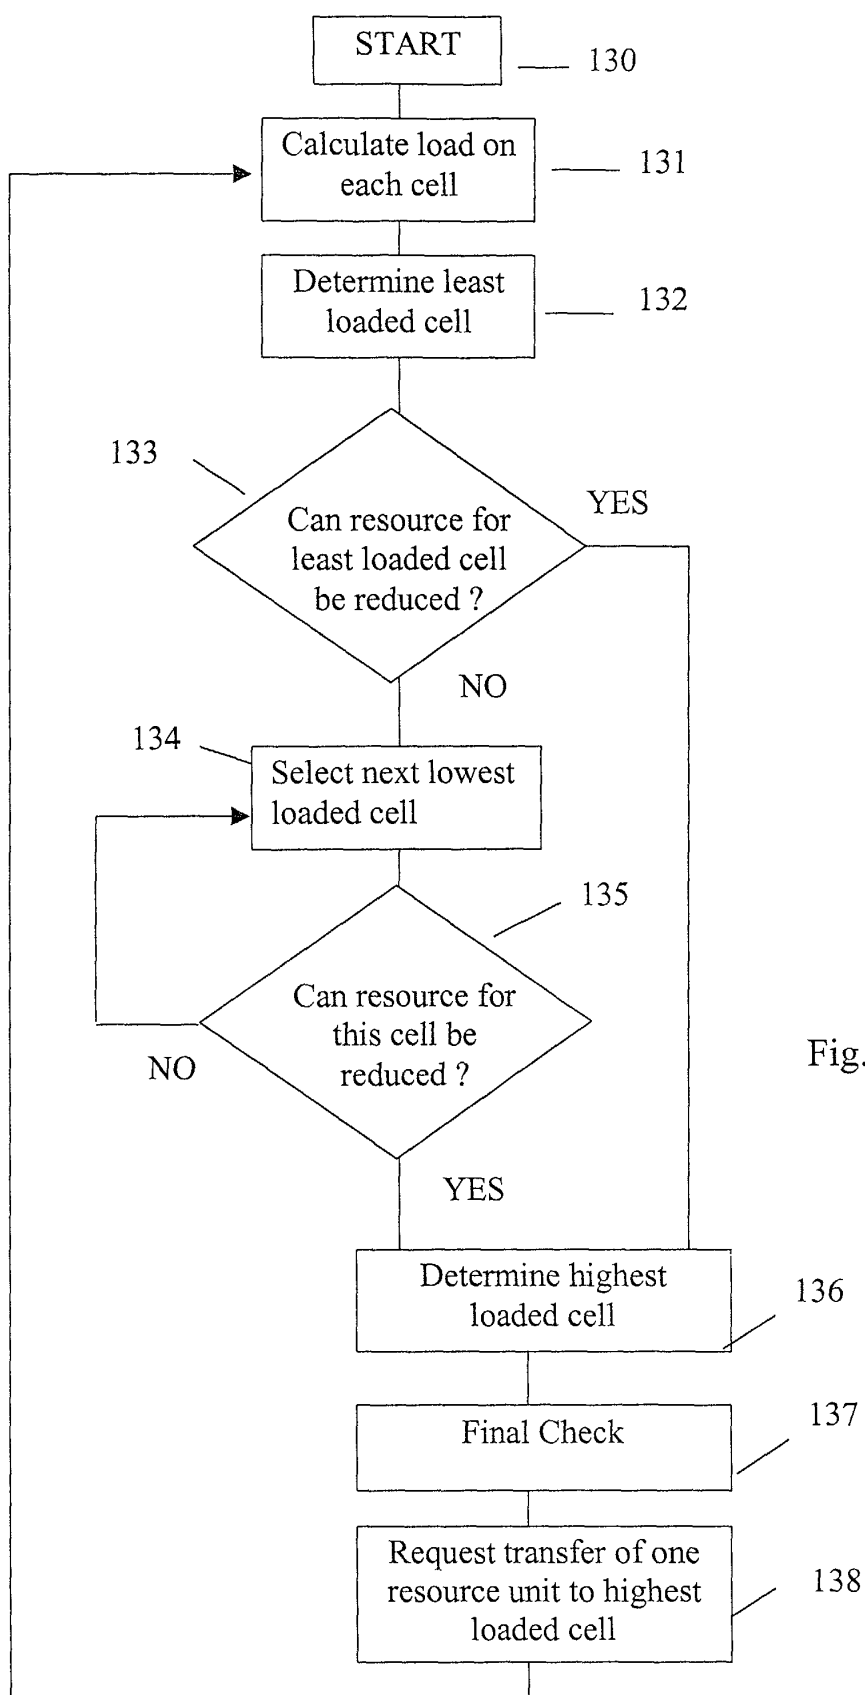 START
130
Calculate load on
each cell
131
Determine least
loaded cell
132
133
YES
Can resource for
least loaded cell
be reduced ?
NO
134
Select next lowest
loaded cell
135
Can resource for
this cell be
reduced ?
NO
Fig.
YES
Determine highest
loaded cell
136
Final Check
137
Request transfer of one
resource unit to highest
loaded cell
138